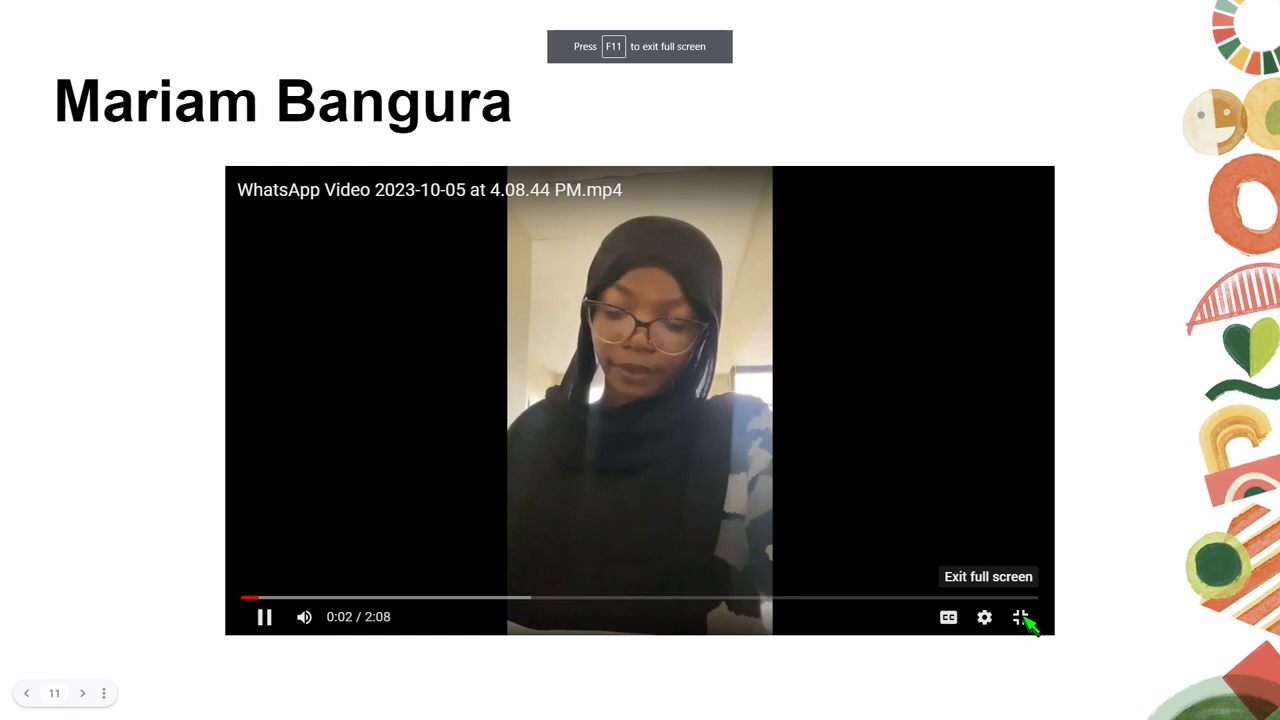 Press F11 to exit full screen
Mariam Bangura
WhatsApp Video 2023-10-05 at 4.08.44 PM.mp4
Exit full screen
0:02 / 2:08
CC
11